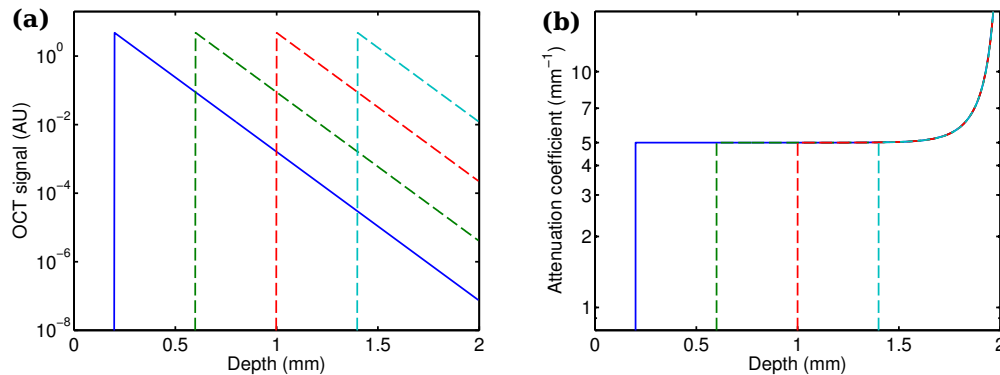 (a)
OCT signal (AU)
10⁰
10⁻²
10⁻⁴
10⁻⁶
10⁻⁸
0 0.5 1 1.5 2
Depth (mm)
(b)
Attenuation coefficient (mm⁻¹)
10
7
5
4
3
2
1
0 0.5 1 1.5 2
Depth (mm)